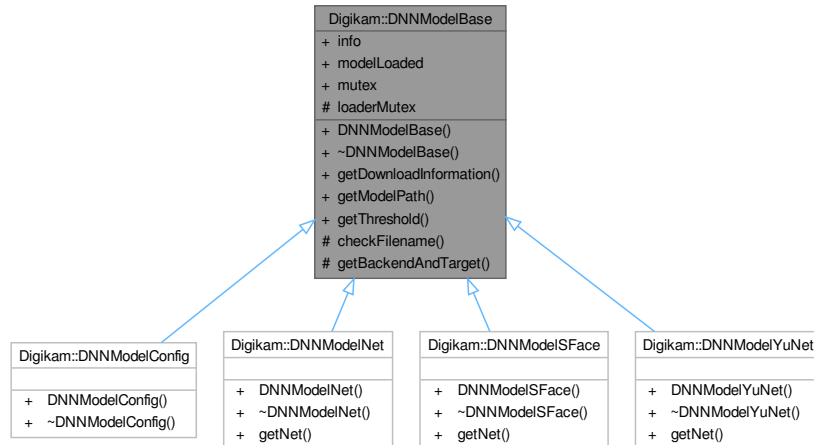 Digikam::DNNModelBase
+ info
+ modelLoaded
+ mutex
# loaderMutex
+ DNNModelBase()
+ ~DNNModelBase()
+ getDownloadInformation()
+ getModelPath()
+ getThreshold()
# checkFilename()
# getBackendAndTarget()
Digikam::DNNModelConfig
+ DNNModelConfig()
+ ~DNNModelConfig()
Digikam::DNNModelNet
+ DNNModelNet()
+ ~DNNModelNet()
+ getNet()
Digikam::DNNModelSFace
+ DNNModelSFace()
+ ~DNNModelSFace()
+ getNet()
Digikam::DNNModelYuNet
+ DNNModelYuNet()
+ ~DNNModelYuNet()
+ getNet()